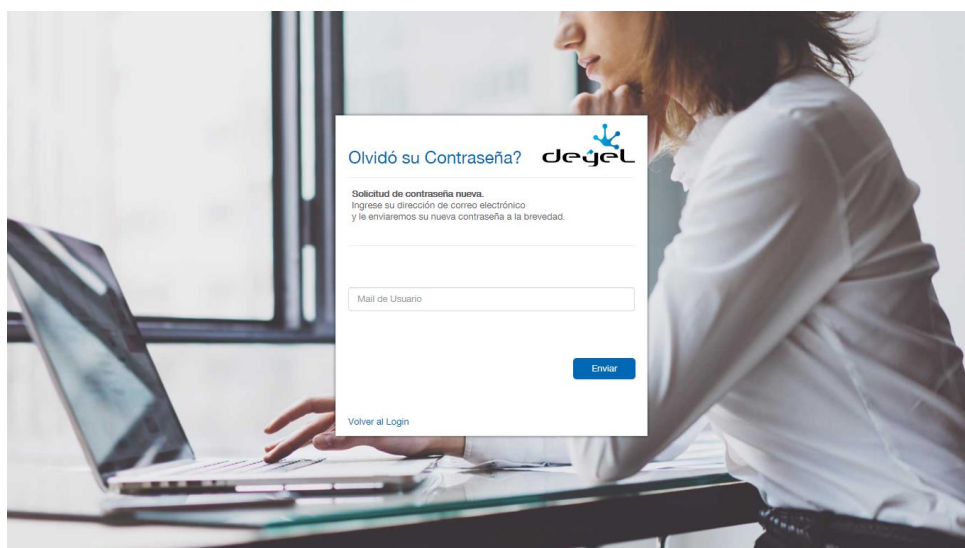 Olvidó su Contraseña?
deyel
Solicitud de contraseña nueva.
Ingrese su dirección de correo electrónico
y le enviaremos su nueva contraseña a la brevedad.
Mail de Usuario
Enviar
Volver al Login